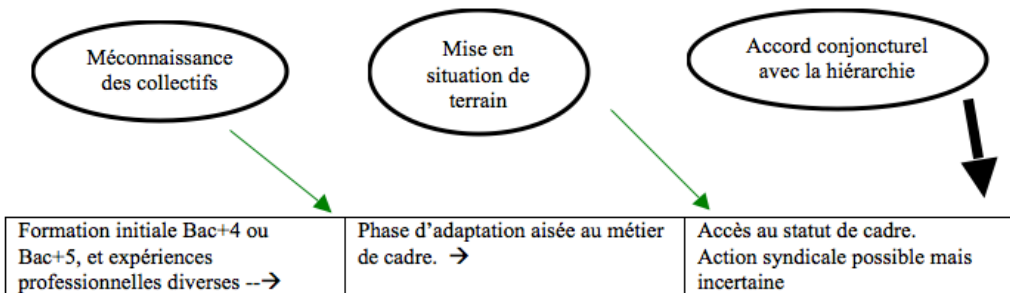 Méconnaissance
des collectifs
Mise en
situation de
terrain
Accord conjoncturel
avec la hiérarchie
Formation initiale Bac+4 ou
Bac+5, et expériences
professionnelles diverses --→
Phase d’adaptation aisée au métier
de cadre. →
Accès au statut de cadre.
Action syndicale possible mais
incertaine